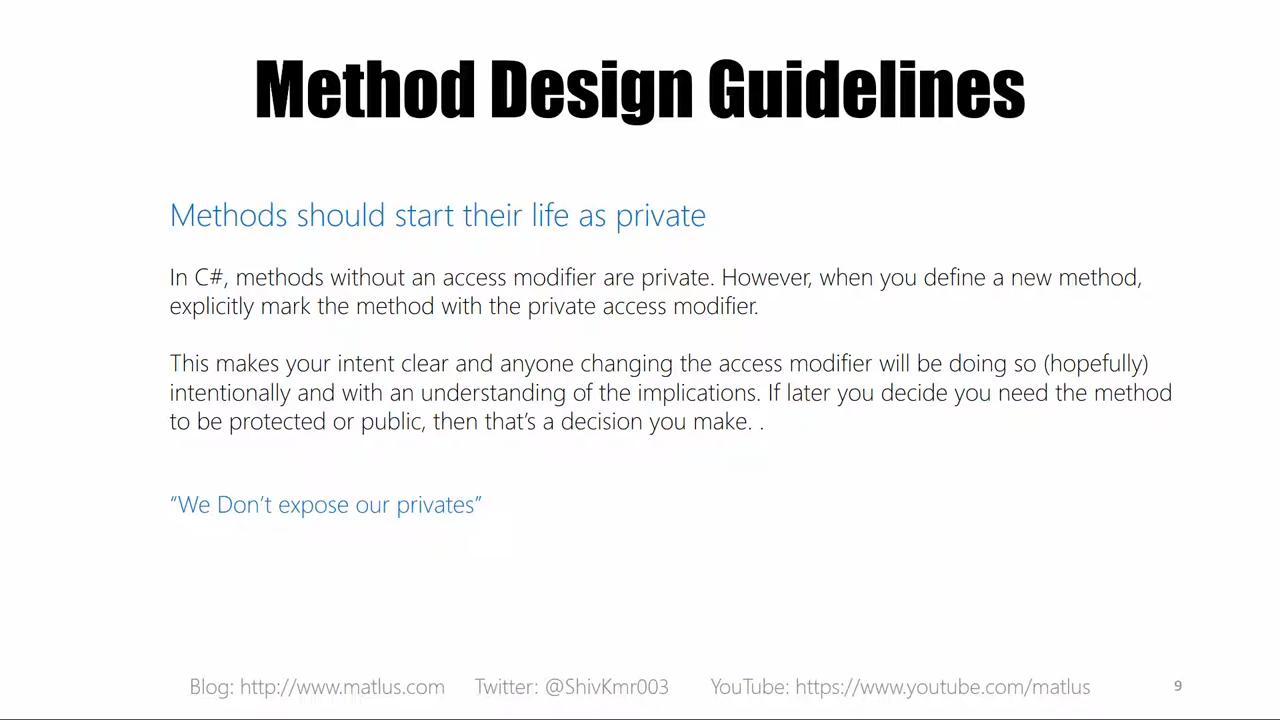 Method Design Guidelines
Methods should start their life as private
In C#, methods without an access modifier are private. However, when you define a new method,
explicitly mark the method with the private access modifier.
This makes your intent clear and anyone changing the access modifier will be doing so (hopefully)
intentionally and with an understanding of the implications. If later you decide you need the method
to be protected or public, then that’s a decision you make. .
“We Don’t expose our privates”
Blog: http://www.matlus.com Twitter: @ShivKmr003 YouTube: https://www.youtube.com/matlus 9